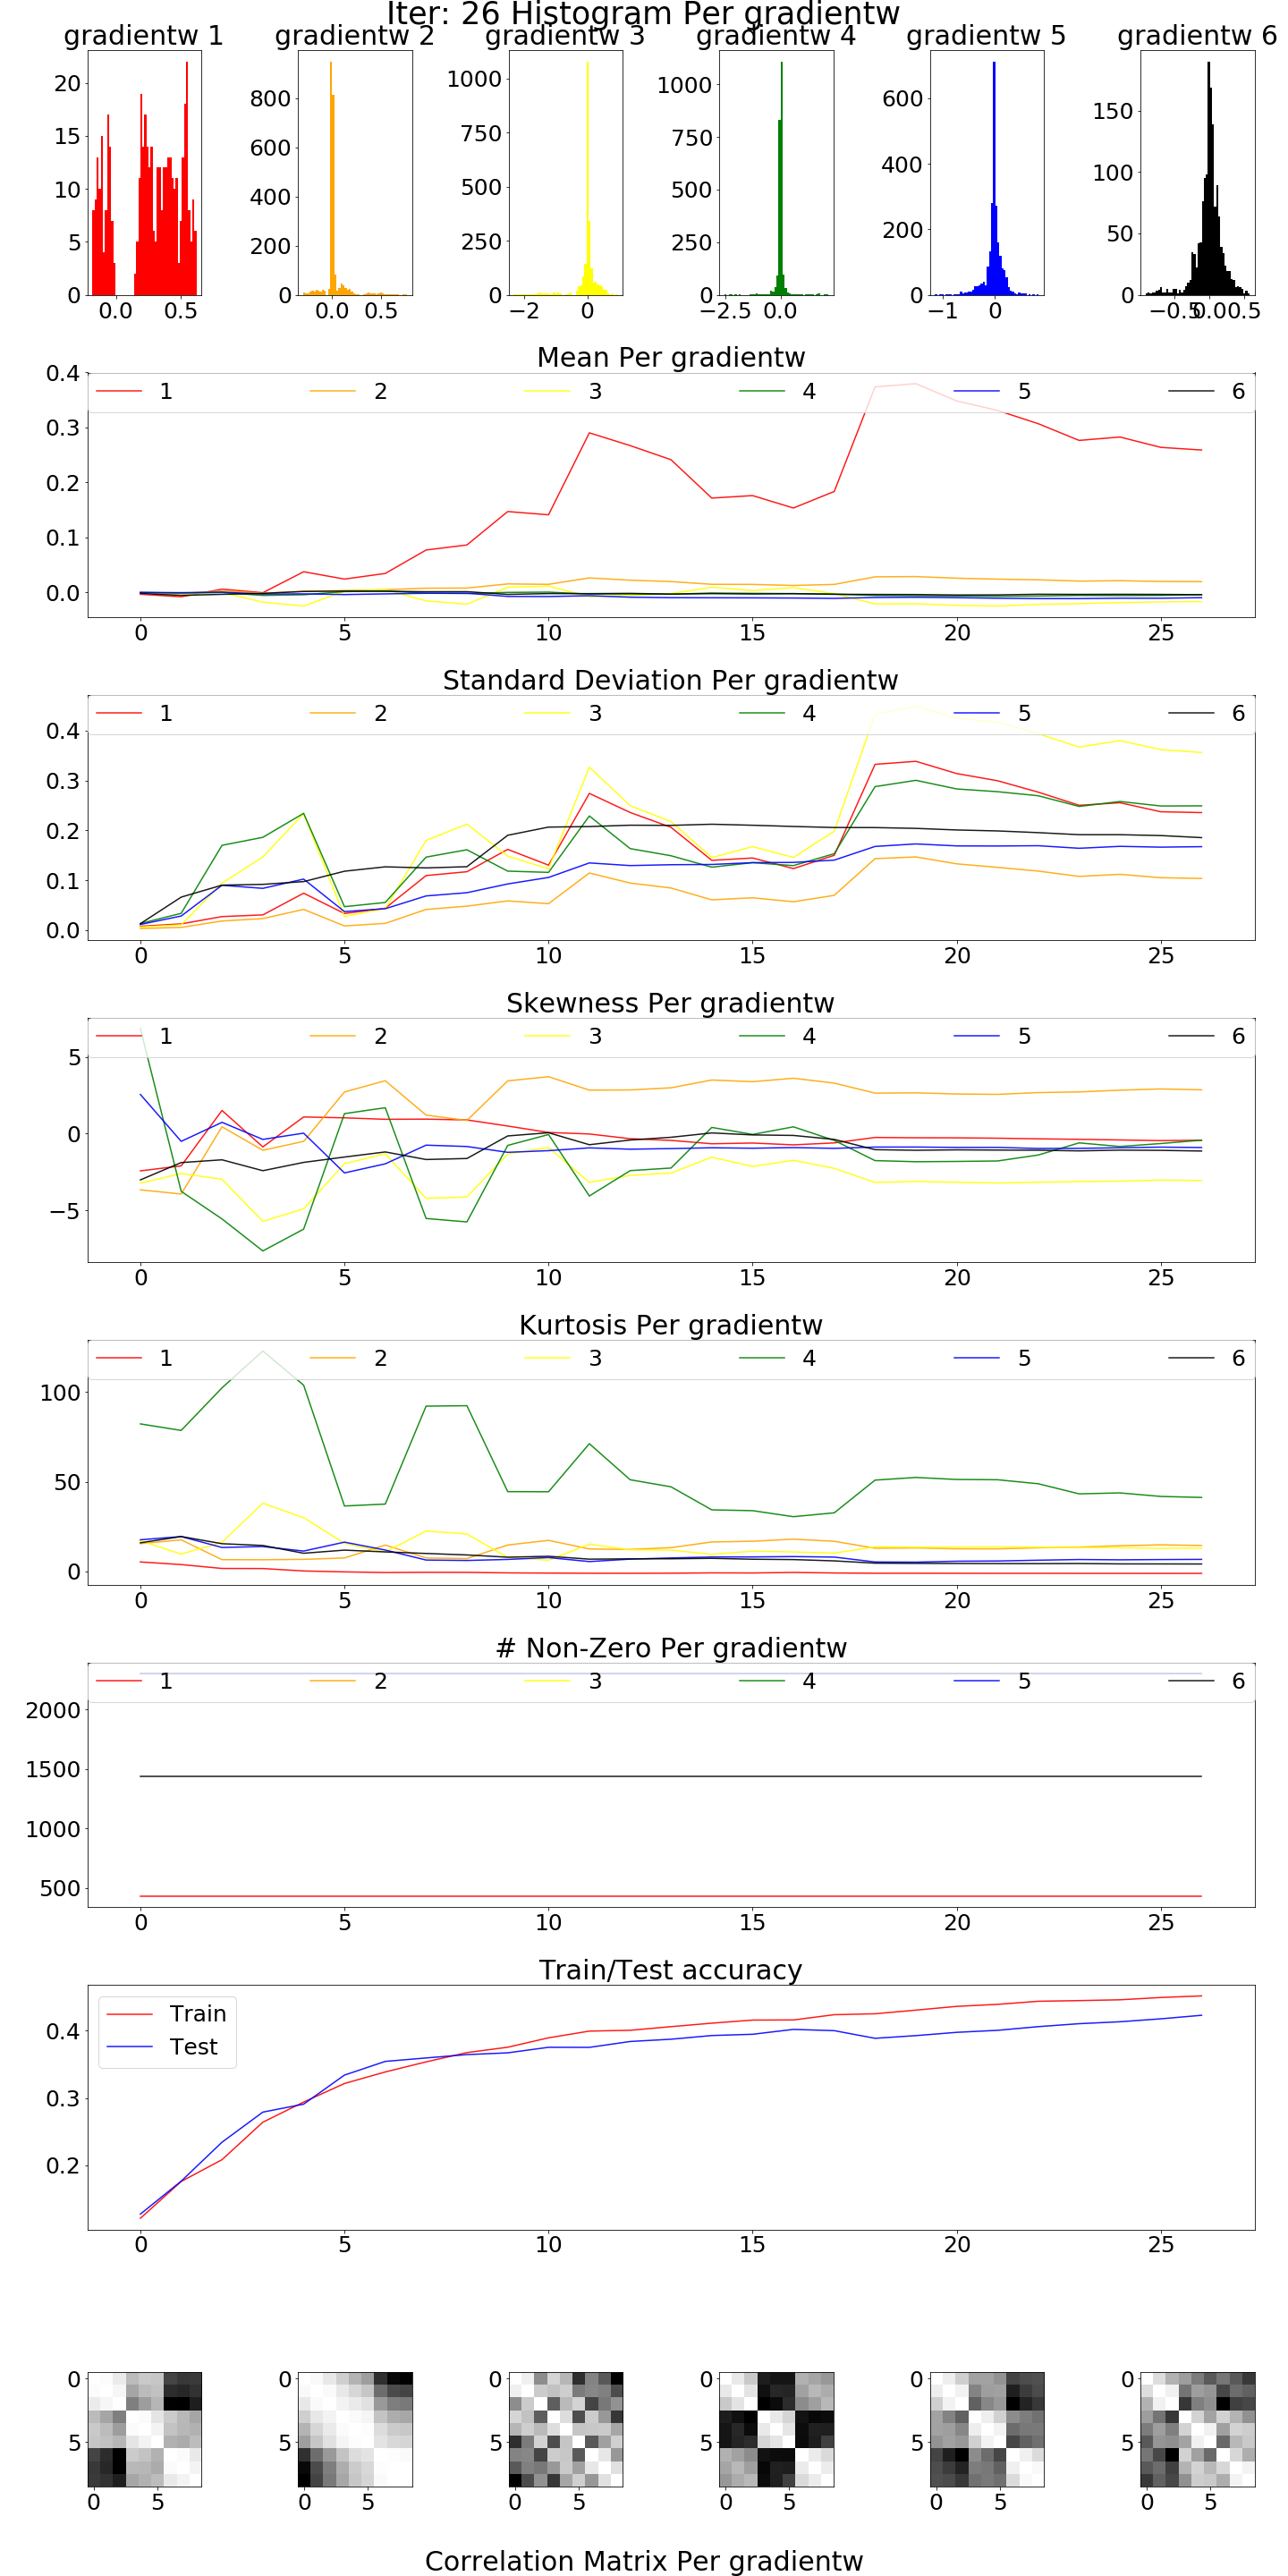 Iter: 26 Histogram Per gradientw
gradientw 1 gradientw 2 gradientw 3 gradientw 4 gradientw 5 gradientw 6
20 15 10 5 0
0.0 0.5
800 600 400 200 0
0.0 0.5
1000 750 500 250 0
−2 0
1000 750 500 250 0
−2.5 0.0
600 400 200 0
−1 0
150 100 50 0
−0.5 0.0 0.5
Mean Per gradientw
1 2 3 4 5 6
0.4
0.3
0.2
0.1
0.0
0 5 10 15 20 25
Standard Deviation Per gradientw
1 2 3 4 5 6
0.4
0.3
0.2
0.1
0.0
0 5 10 15 20 25
Skewness Per gradientw
1 2 3 4 5 6
5
0
−5
0 5 10 15 20 25
Kurtosis Per gradientw
1 2 3 4 5 6
100
50
0
0 5 10 15 20 25
# Non-Zero Per gradientw
1 2 3 4 5 6
2000
1500
1000
500
0 5 10 15 20 25
Train/Test accuracy
Train
Test
0.4
0.3
0.2
0 5 10 15 20 25
0 0 0 0 0 0
5 5 5 5 5 5
0 5 0 5 0 5 0 5 0 5 0 5
Correlation Matrix Per gradientw